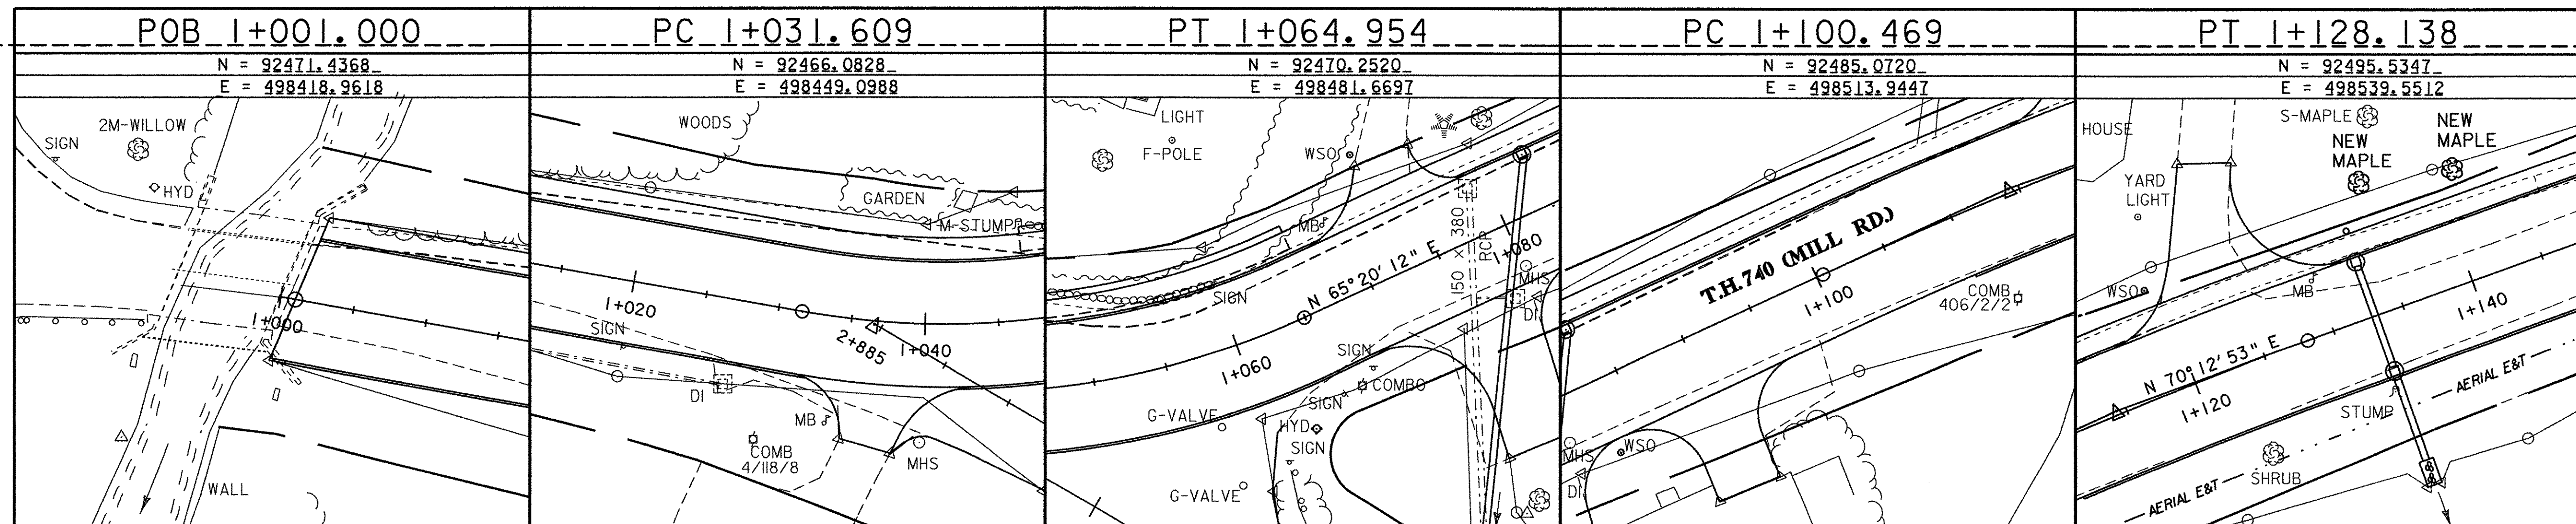 POB 1+001.000
N = 92471.4368
E = 498418.9618
2M-WILLOW
SIGN
HYD
1+000
WALL
PC 1+031.609
N = 92466.0828
E = 498449.0988
WOODS
GARDEN
M-STUMP
1+020
SIGN
2+885
1+040
DI
MB
COMB
4/118/8
MHS
PT 1+064.954
N = 92470.2520
E = 498481.6697
LIGHT
F-POLE
WSO
MB
150 x 380
RCP
1+080
N 65°20'12" E
MHS
SIGN
DI
SIGN
1+060
COMBO
SIGN
G-VALVE
HYD
SIGN
G-VALVE
PC 1+100.469
N = 92485.0720
E = 498513.9447
T.H.740 (MILL RD.)
1+100
COMB
406/2/2
WSO
MHS
DI
PT 1+128.138
N = 92495.5347
E = 498539.5512
S-MAPLE
NEW
MAPLE
HOUSE
NEW
MAPLE
YARD
LIGHT
WSO
MB
1+140
N 70°12'53" E
AERIAL E&T
1+120
STUMP
SHRUB
AERIAL E&T